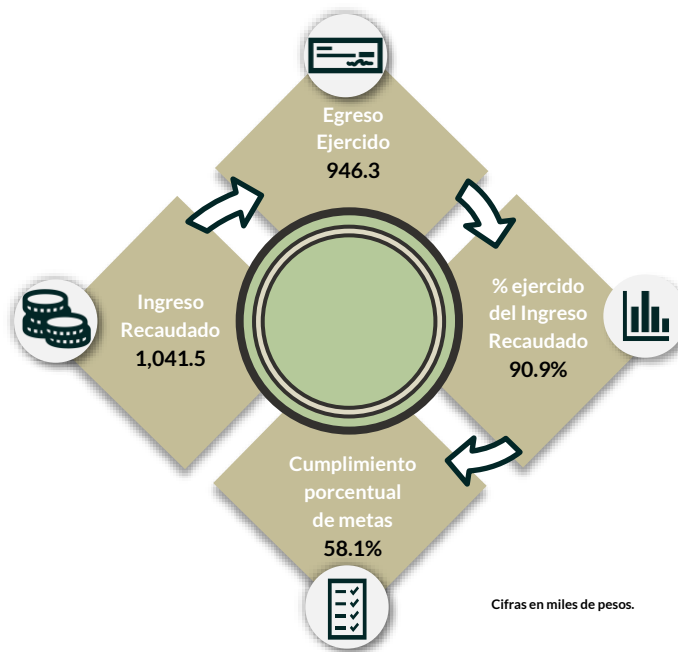 Egreso
Ejercido
946.3
Ingreso
Recaudado
1,041.5
% ejercido
del Ingreso
Recaudado
90.9%
Cumplimiento
porcentual
de metas
58.1%
Cifras en miles de pesos.